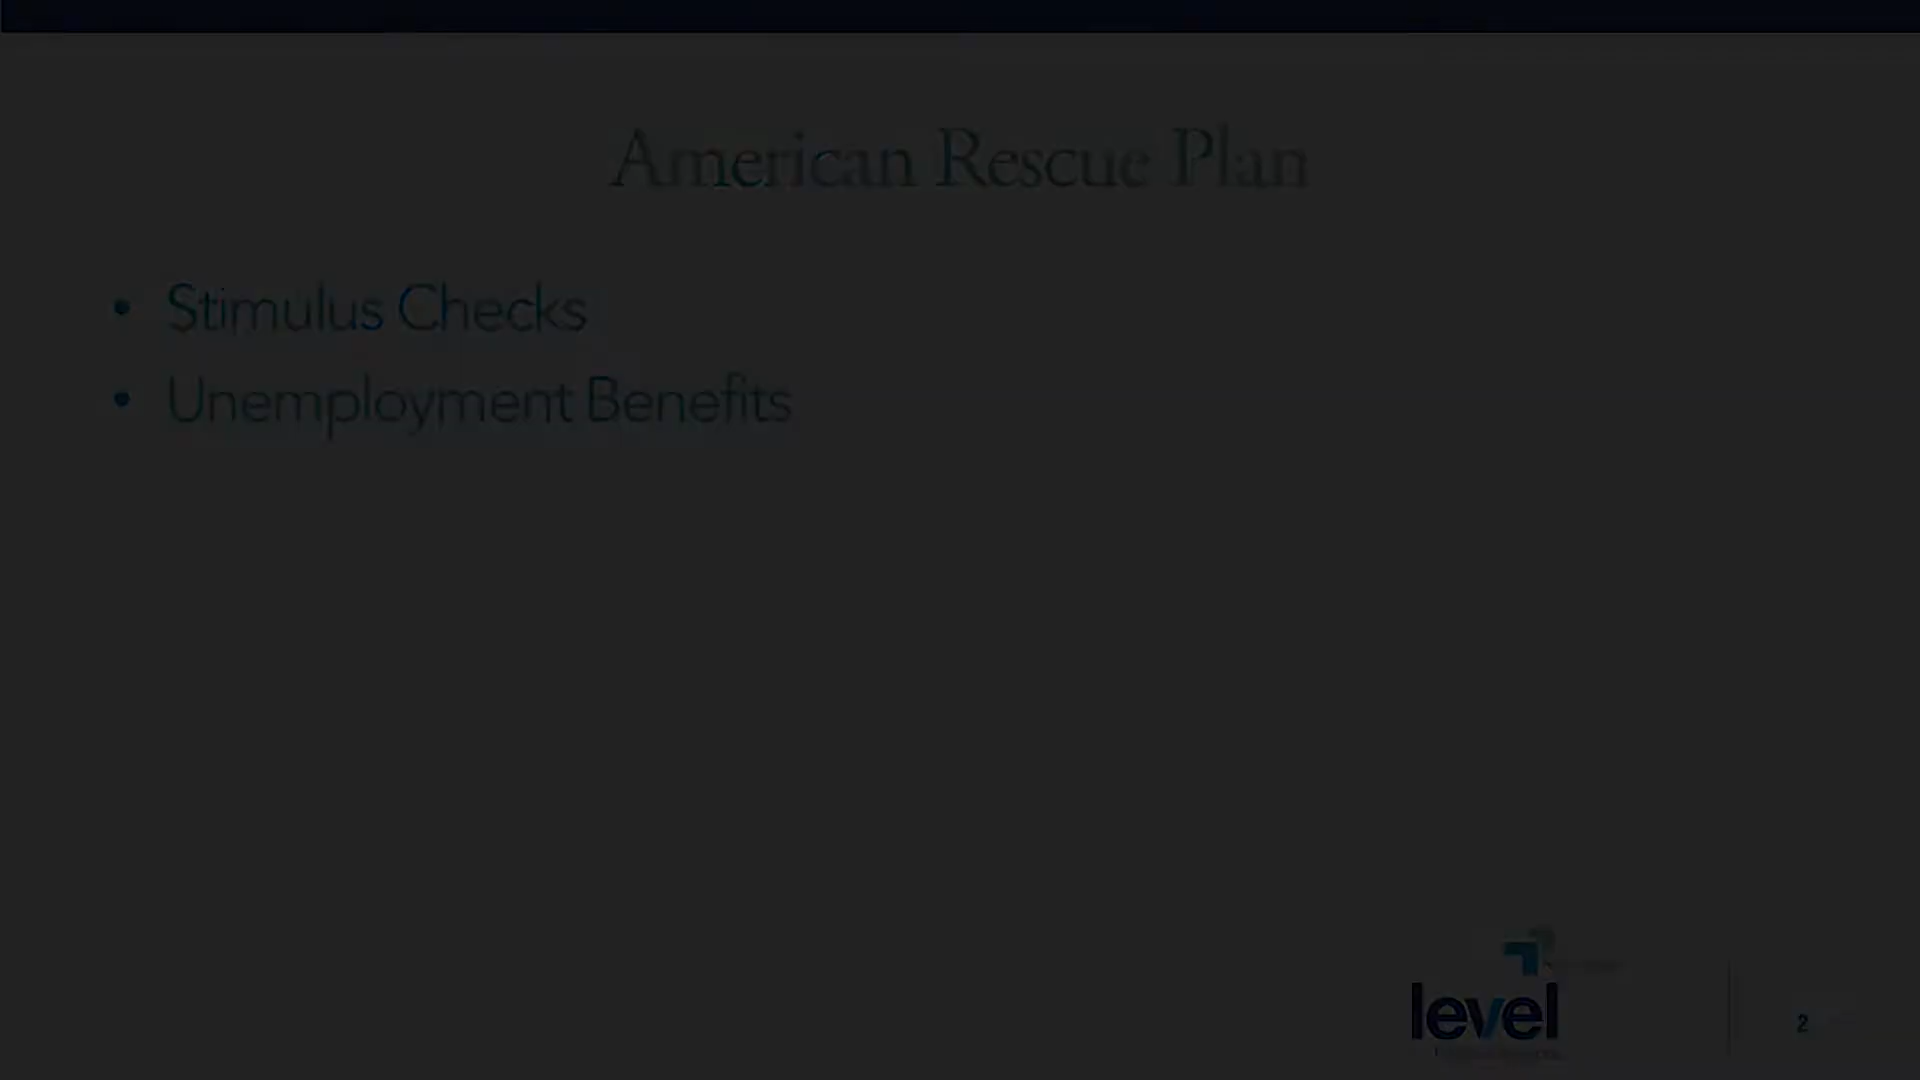 American Rescue Plan
• Stimulus Checks
• Unemployment Benefits
level
2